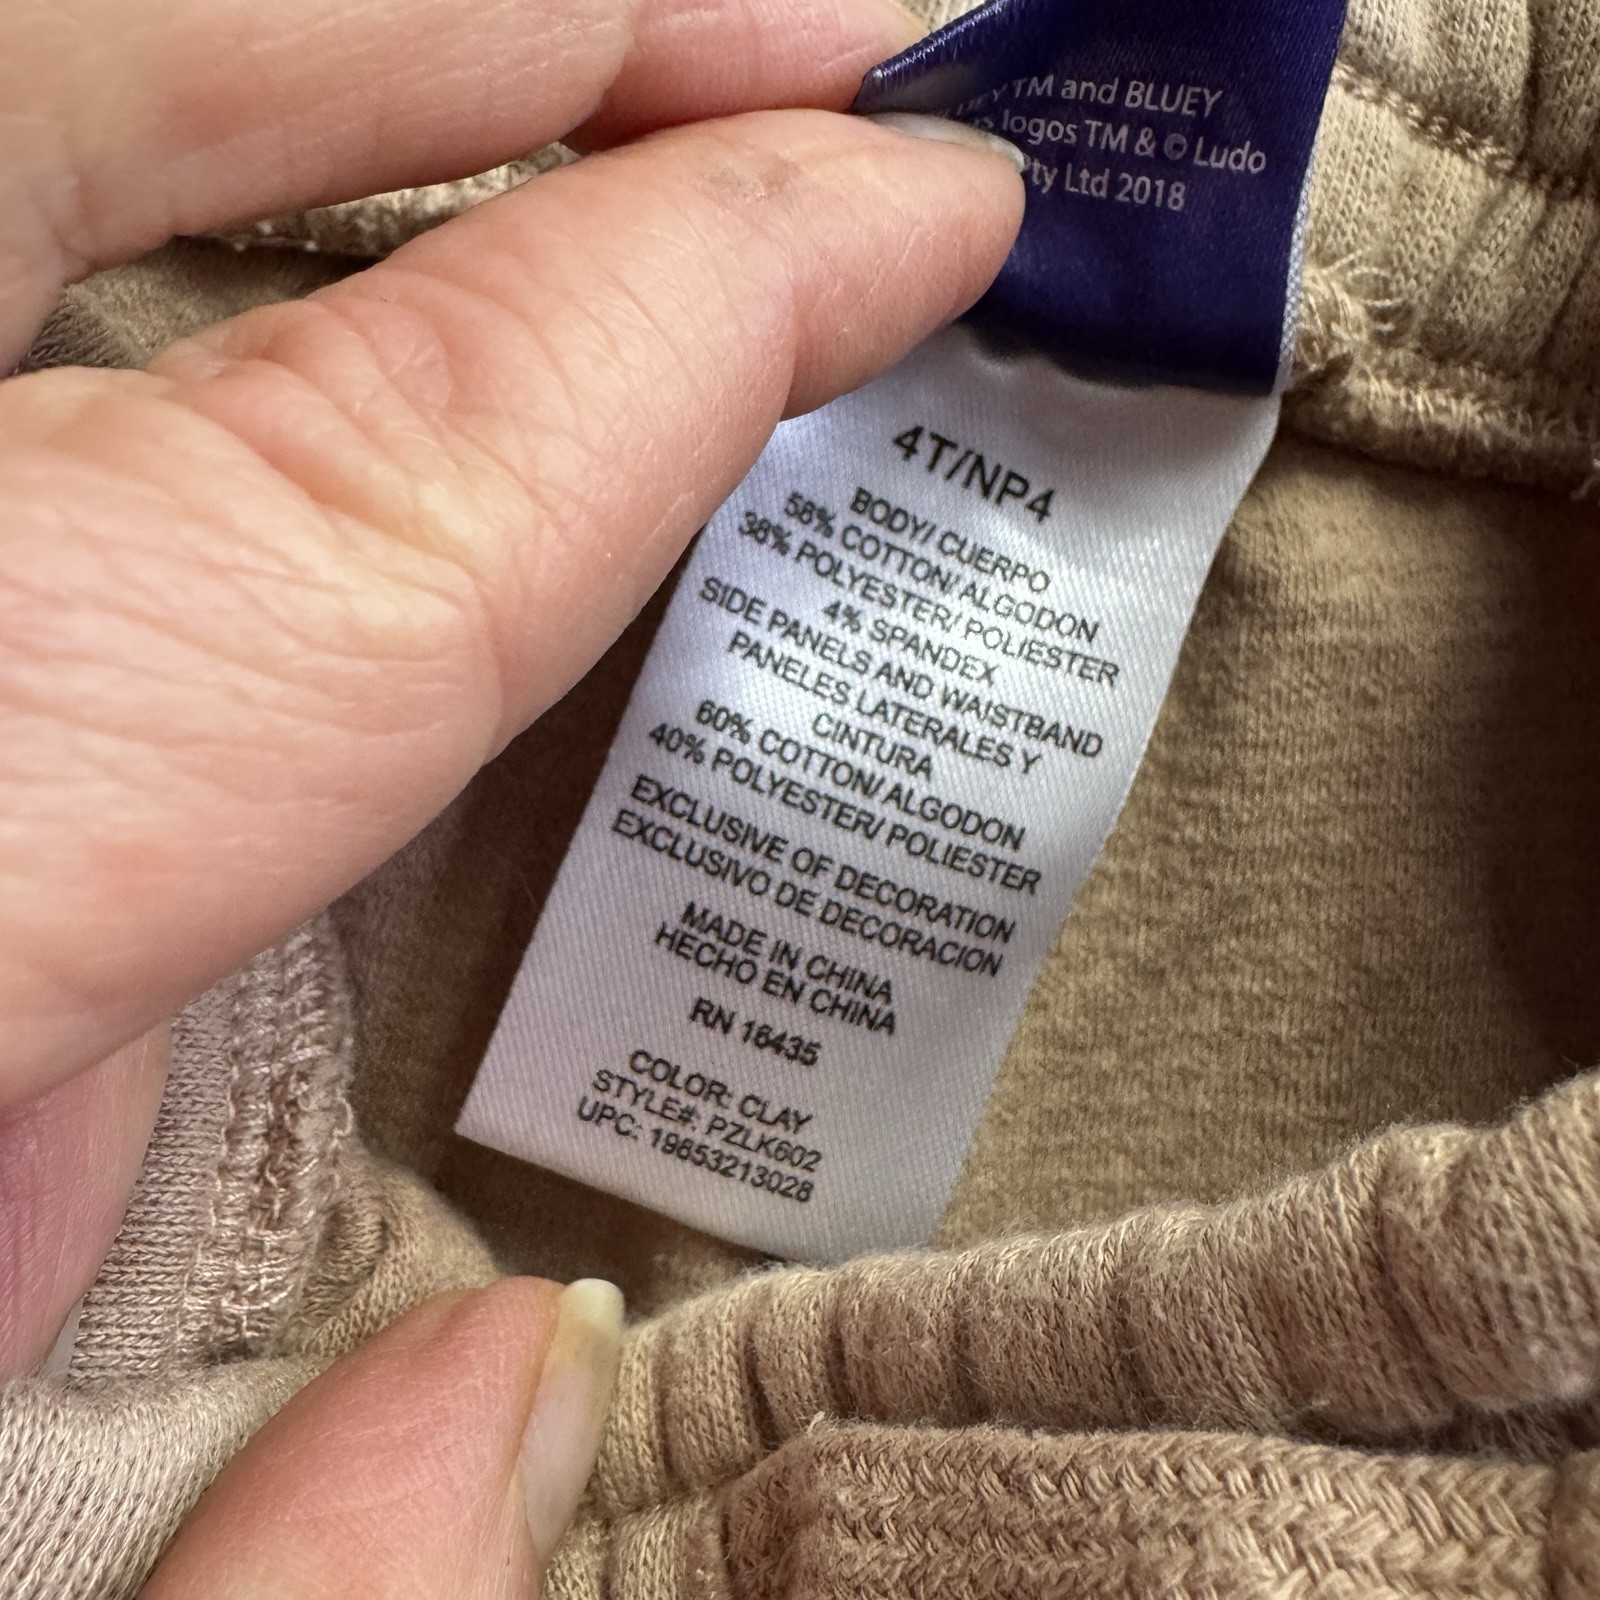 TM and BLUEY
logos TM & © Ludo
Pty Ltd 2018
4T/NP4
BODY/ CUERPO
58% COTTON/ ALGODON
38% POLYESTER/ POLIESTER
4% SPANDEX
SIDE PANELS AND WAISTBAND
PANELES LATERALES Y
CINTURA
60% COTTON/ ALGODON
40% POLYESTER/ POLIESTER
EXCLUSIVE OF DECORATION
EXCLUSIVO DE DECORACION
MADE IN CHINA
HECHO EN CHINA
RN 16435
COLOR: CLAY
STYLE#: PZLK602
UPC: 19853213028